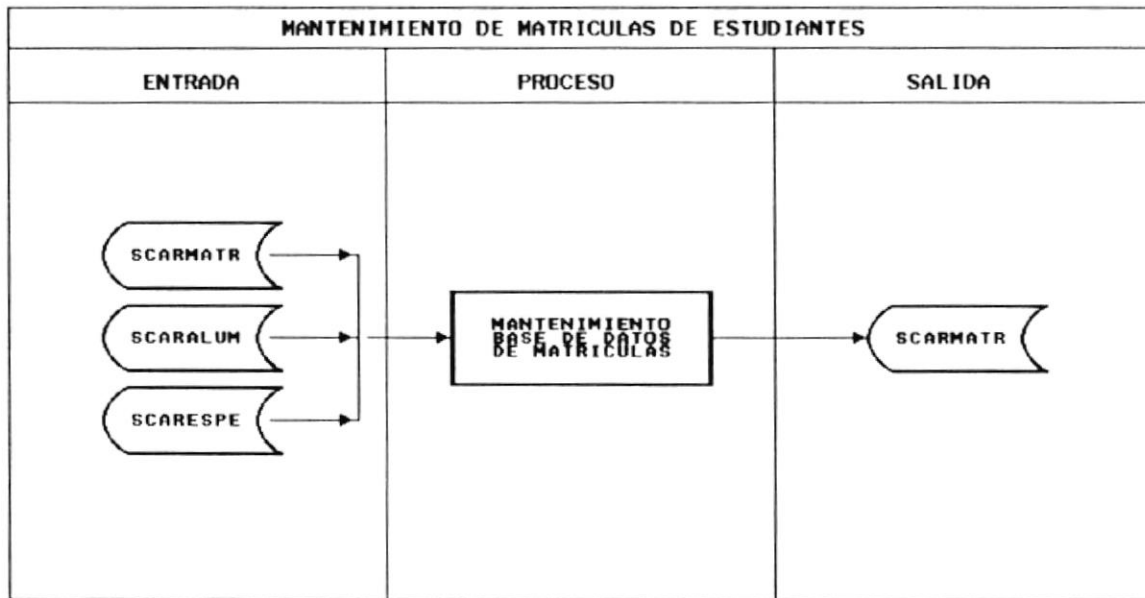 MANTENIMIENTO DE MATRICULAS DE ESTUDIANTES
ENTRADA
PROCESO
SALIDA
SCARMATR
SCARALUM
SCARESPE
MANTENIMIENTO
BASE DE DATOS
DE MATRICULAS
SCARMATR